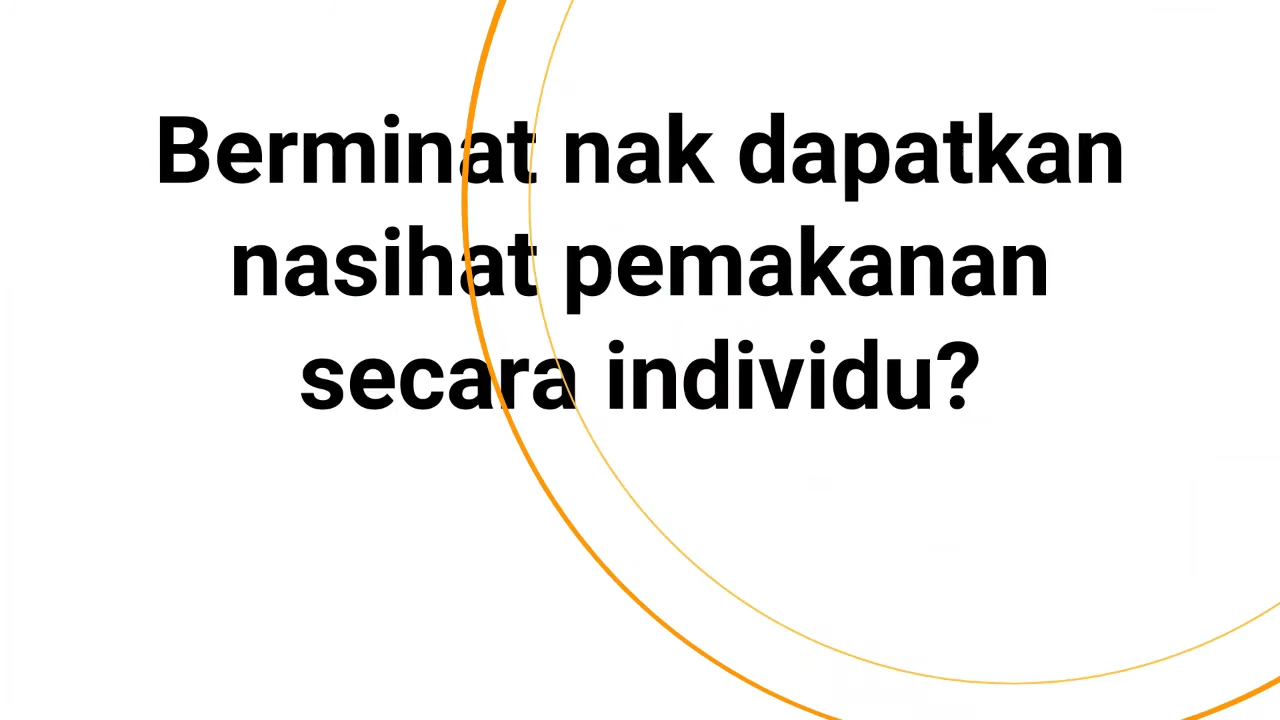 Berminat nak dapatkan
nasihat pemakanan
secara individu?